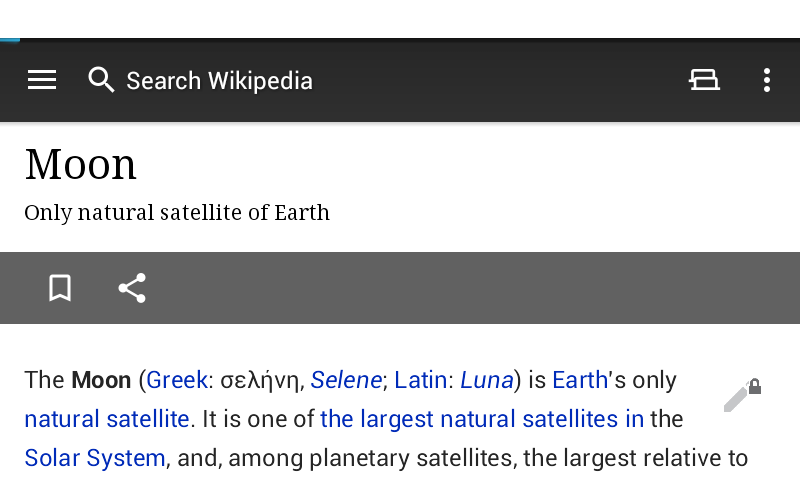 Search Wikipedia
Moon
Only natural satellite of Earth
The Moon (Greek: σελήνη, Selene; Latin: Luna) is Earth's only
natural satellite. It is one of the largest natural satellites in the
Solar System, and, among planetary satellites, the largest relative to